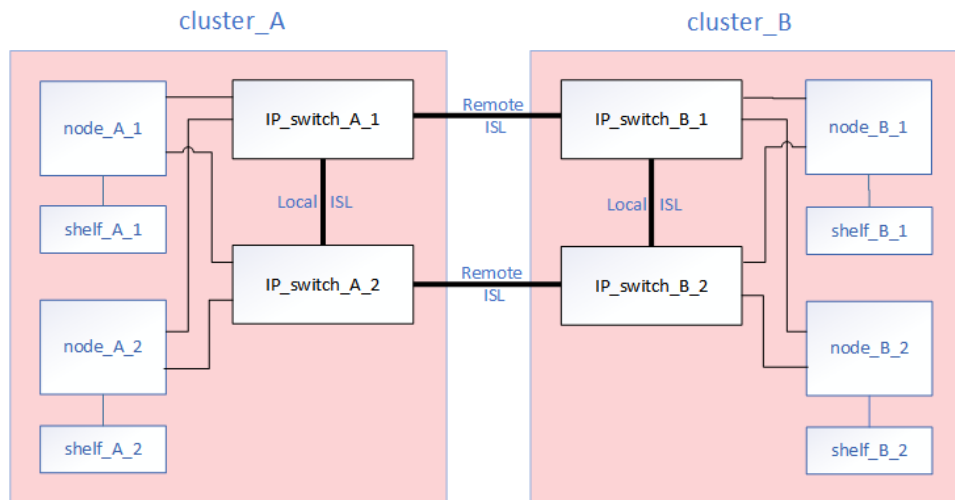 cluster_A
cluster_B
node_A_1
IP_switch_A_1
Remote
ISL
IP_switch_B_1
node_B_1
Local ISL
Local ISL
shelf_A_1
shelf_B_1
IP_switch_A_2
Remote
ISL
IP_switch_B_2
node_A_2
node_B_2
shelf_A_2
shelf_B_2